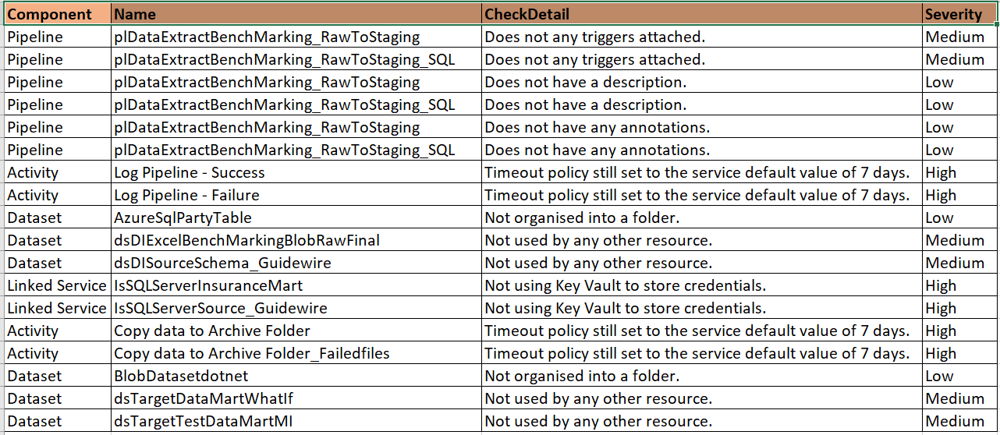 Component Name CheckDetail Severity
Pipeline plDataExtractBenchMarking_RawToStaging Does not any triggers attached. Medium
Pipeline plDataExtractBenchMarking_RawToStaging_SQL Does not any triggers attached. Medium
Pipeline plDataExtractBenchMarking_RawToStaging Does not have a description. Low
Pipeline plDataExtractBenchMarking_RawToStaging_SQL Does not have a description. Low
Pipeline plDataExtractBenchMarking_RawToStaging Does not have any annotations. Low
Pipeline plDataExtractBenchMarking_RawToStaging_SQL Does not have any annotations. Low
Activity Log Pipeline - Success Timeout policy still set to the service default value of 7 days. High
Activity Log Pipeline - Failure Timeout policy still set to the service default value of 7 days. High
Dataset AzureSqlPartyTable Not organised into a folder. Low
Dataset dsDIExcelBenchMarkingBlobRawFinal Not used by any other resource. Medium
Dataset dsDISourceSchema_Guidewire Not used by any other resource. Medium
Linked Service lsSQLServerInsuranceMart Not using Key Vault to store credentials. High
Linked Service lsSQLServerSource_Guidewire Not using Key Vault to store credentials. High
Activity Copy data to Archive Folder Timeout policy still set to the service default value of 7 days. High
Activity Copy data to Archive Folder_Failedfiles Timeout policy still set to the service default value of 7 days. High
Dataset BlobDatasetdotnet Not organised into a folder. Low
Dataset dsTargetDataMartWhatIf Not used by any other resource. Medium
Dataset dsTargetTestDataMartMI Not used by any other resource. Medium